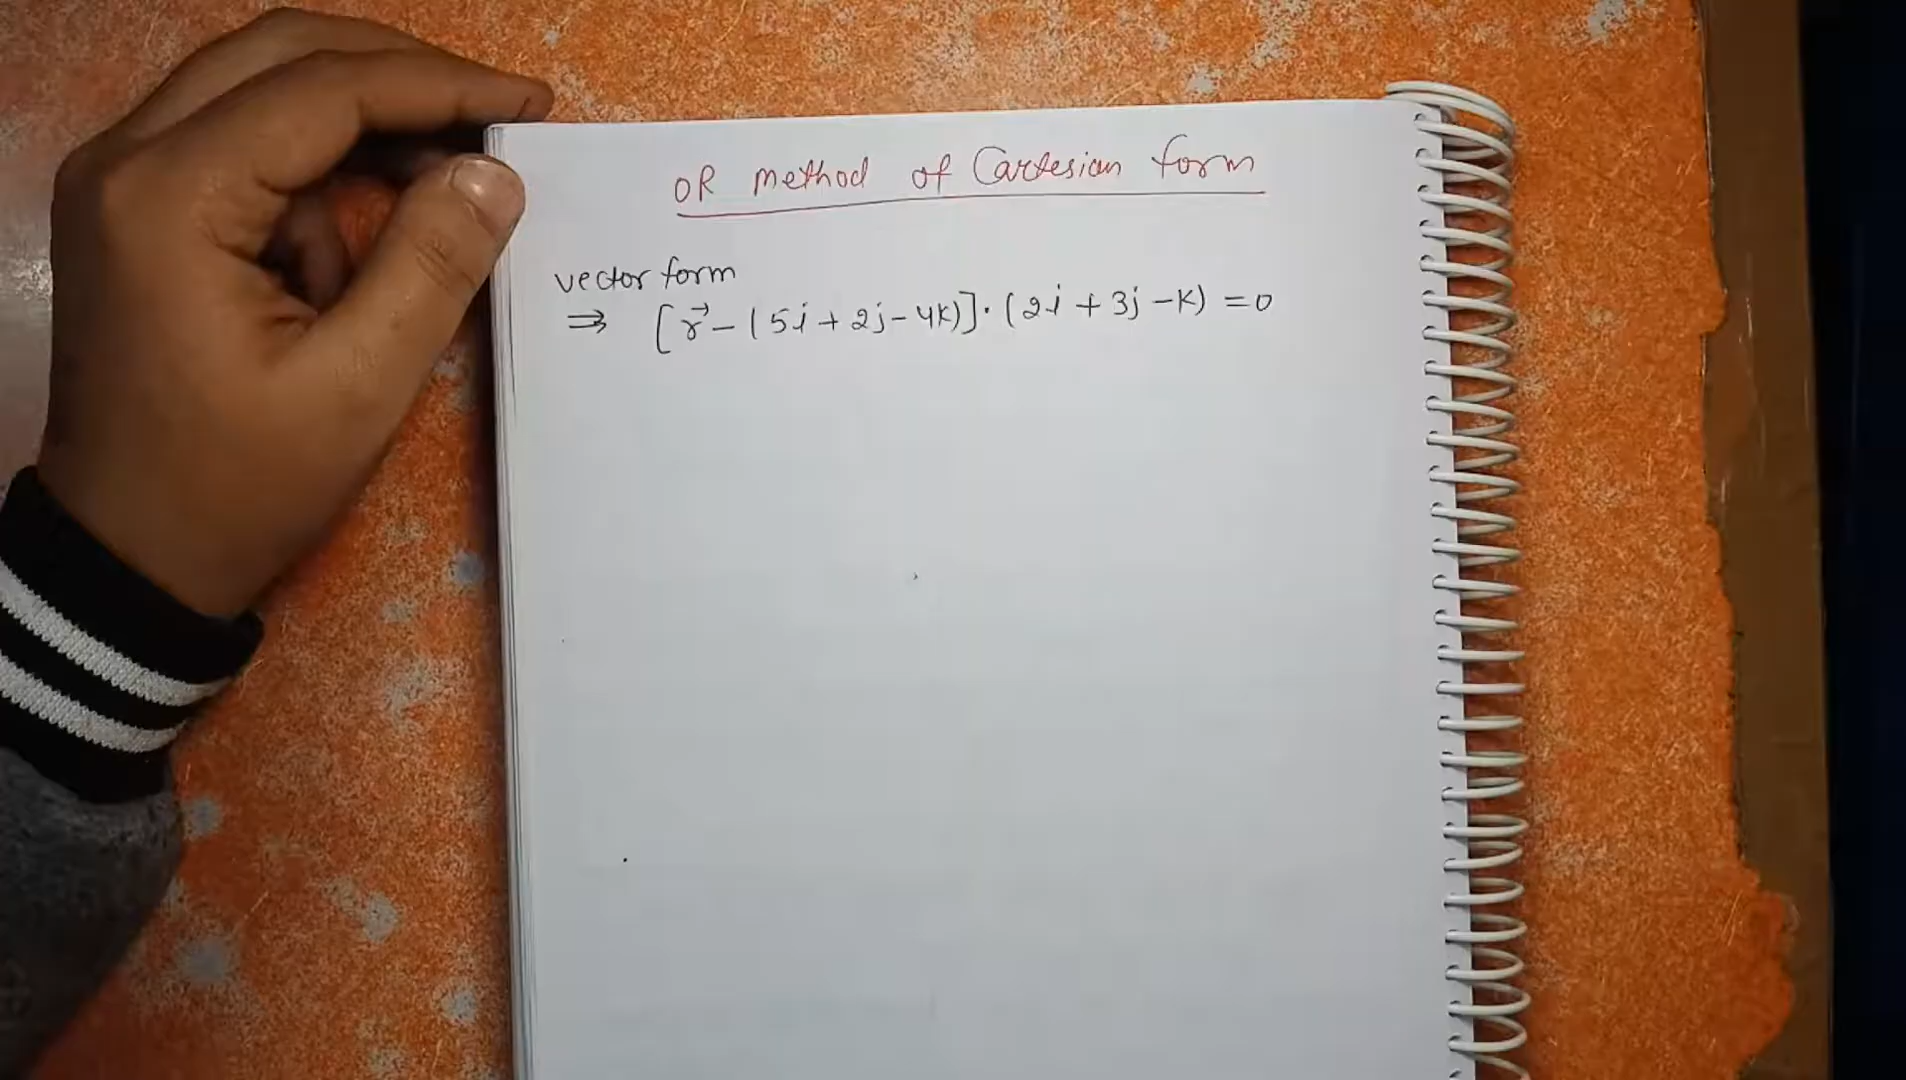 OR method of Cartesian form
vector form
⇒ [r⃗ - (5i + 2j - 4k)] · (2i + 3j - k) = 0